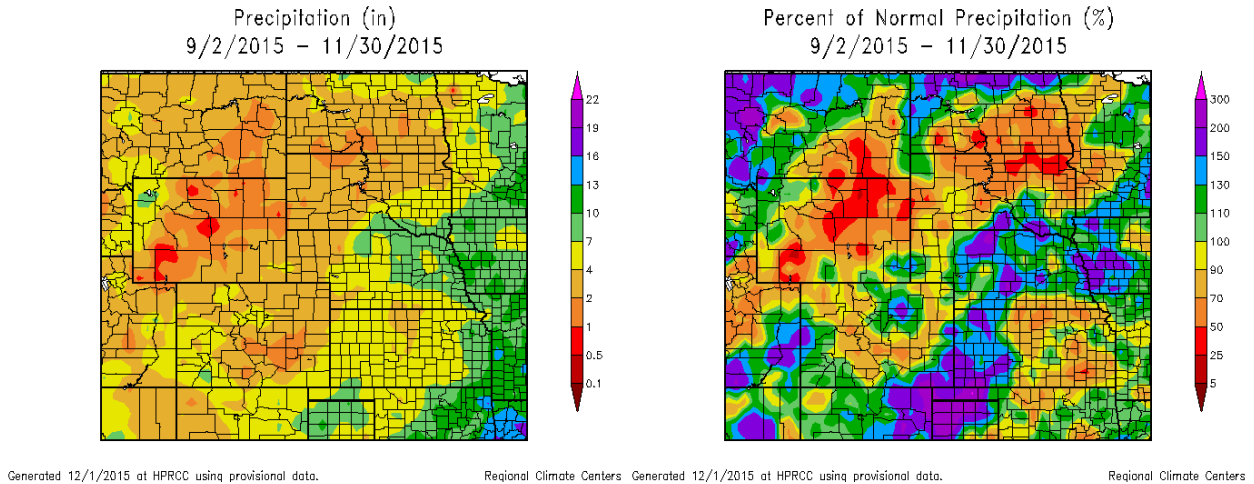 Precipitation (in)
9/2/2015 – 11/30/2015
22
19
16
13
10
7
4
2
1
0.5
0.1
Generated 12/1/2015 at HPRCC using provisional data.
Regional Climate Centers
Percent of Normal Precipitation (%)
9/2/2015 – 11/30/2015
300
200
150
130
110
100
90
70
50
25
5
Generated 12/1/2015 at HPRCC using provisional data.
Regional Climate Centers